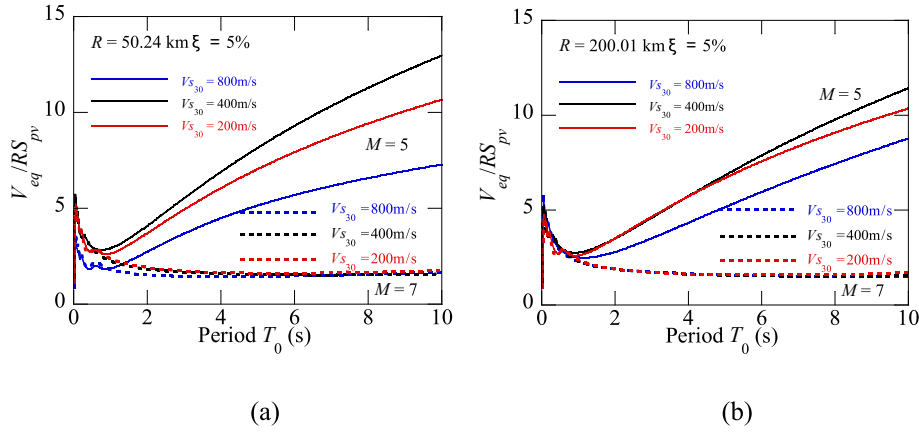 15
R = 50.24 km ξ = 5%
Vs30 = 800m/s
Vs30 = 400m/s
Vs30 = 200m/s
10
M = 5
Veq/RSpv
5
Vs30 = 800m/s
Vs30 = 400m/s
Vs30 = 200m/s
M = 7
0
0 2 4 6 8 10
Period T0 (s)
(a)
15
R = 200.01 km ξ = 5%
Vs30 = 800m/s
Vs30 = 400m/s
Vs30 = 200m/s
M = 5
10
Veq/RSpv
5
Vs30 = 800m/s
Vs30 = 400m/s
Vs30 = 200m/s
M = 7
0
0 2 4 6 8 10
Period T0 (s)
(b)